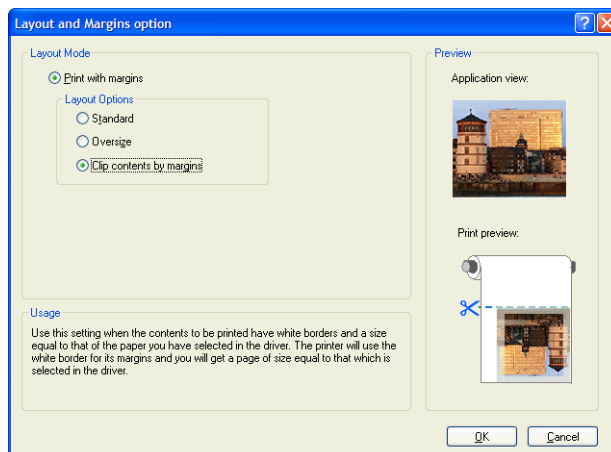 Layout and Margins option
Layout Mode
Print with margins
Layout Options
Standard
Oversize
Clip contents by margins
Usage
Use this setting when the contents to be printed have white borders and a size
equal to that of the paper you have selected in the driver. The printer will use the
white border for its margins and you will get a page of size equal to that which is
selected in the driver.
Preview
Application view:
Print preview:
OK
Cancel